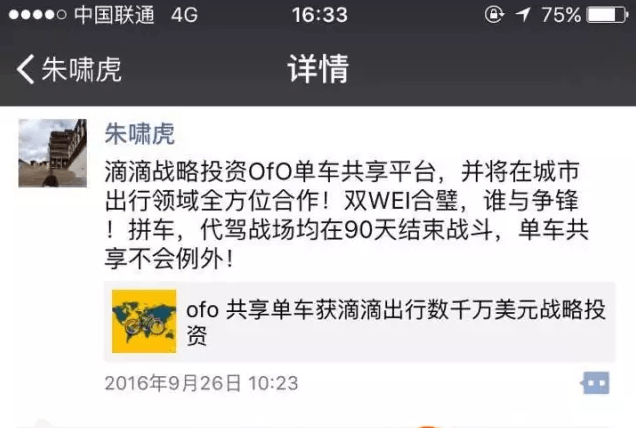 中国联通 4G 16:33 75%
朱啸虎 详情
朱啸虎
滴滴战略投资OfO单车共享平台，并将在城市
出行领域全方位合作！双WEI合璧，谁与争锋
！拼车，代驾战场均在90天结束战斗，单车共
享不会例外！
ofo 共享单车获滴滴出行数千万美元战略投
资
2016年9月26日 10:23